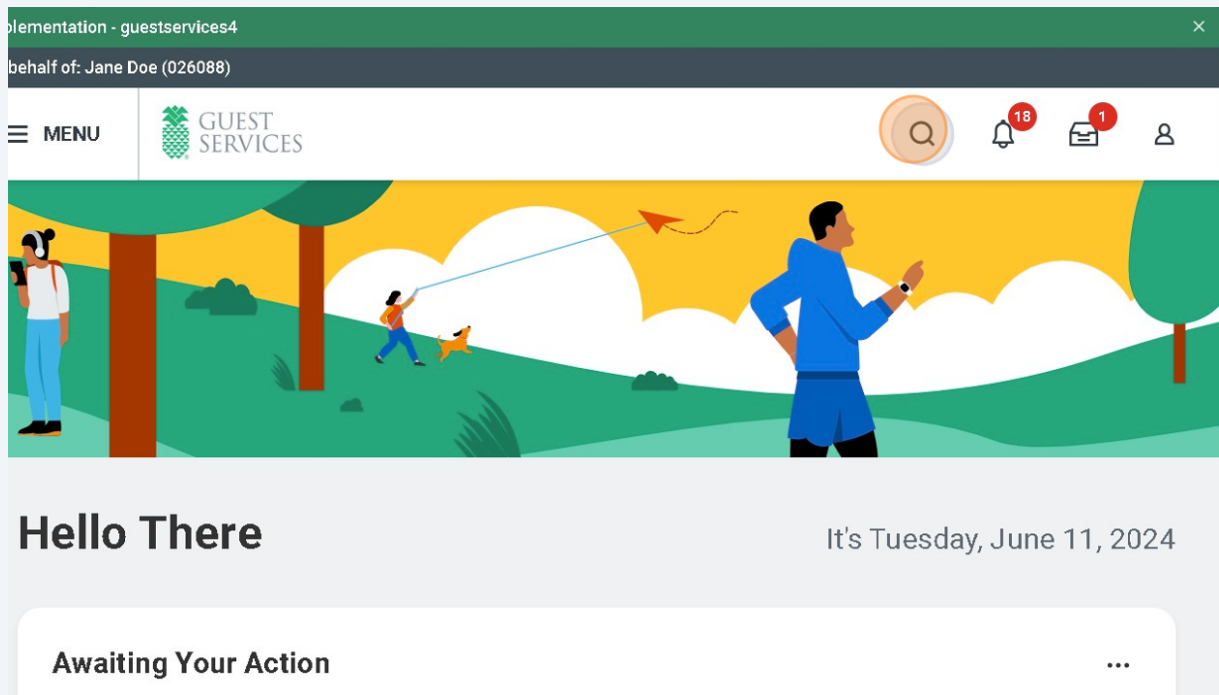 plementation - guestservices4
behalf of: Jane Doe (026088)
MENU
GUEST
SERVICES
18
1
Hello There
It's Tuesday, June 11, 2024
Awaiting Your Action